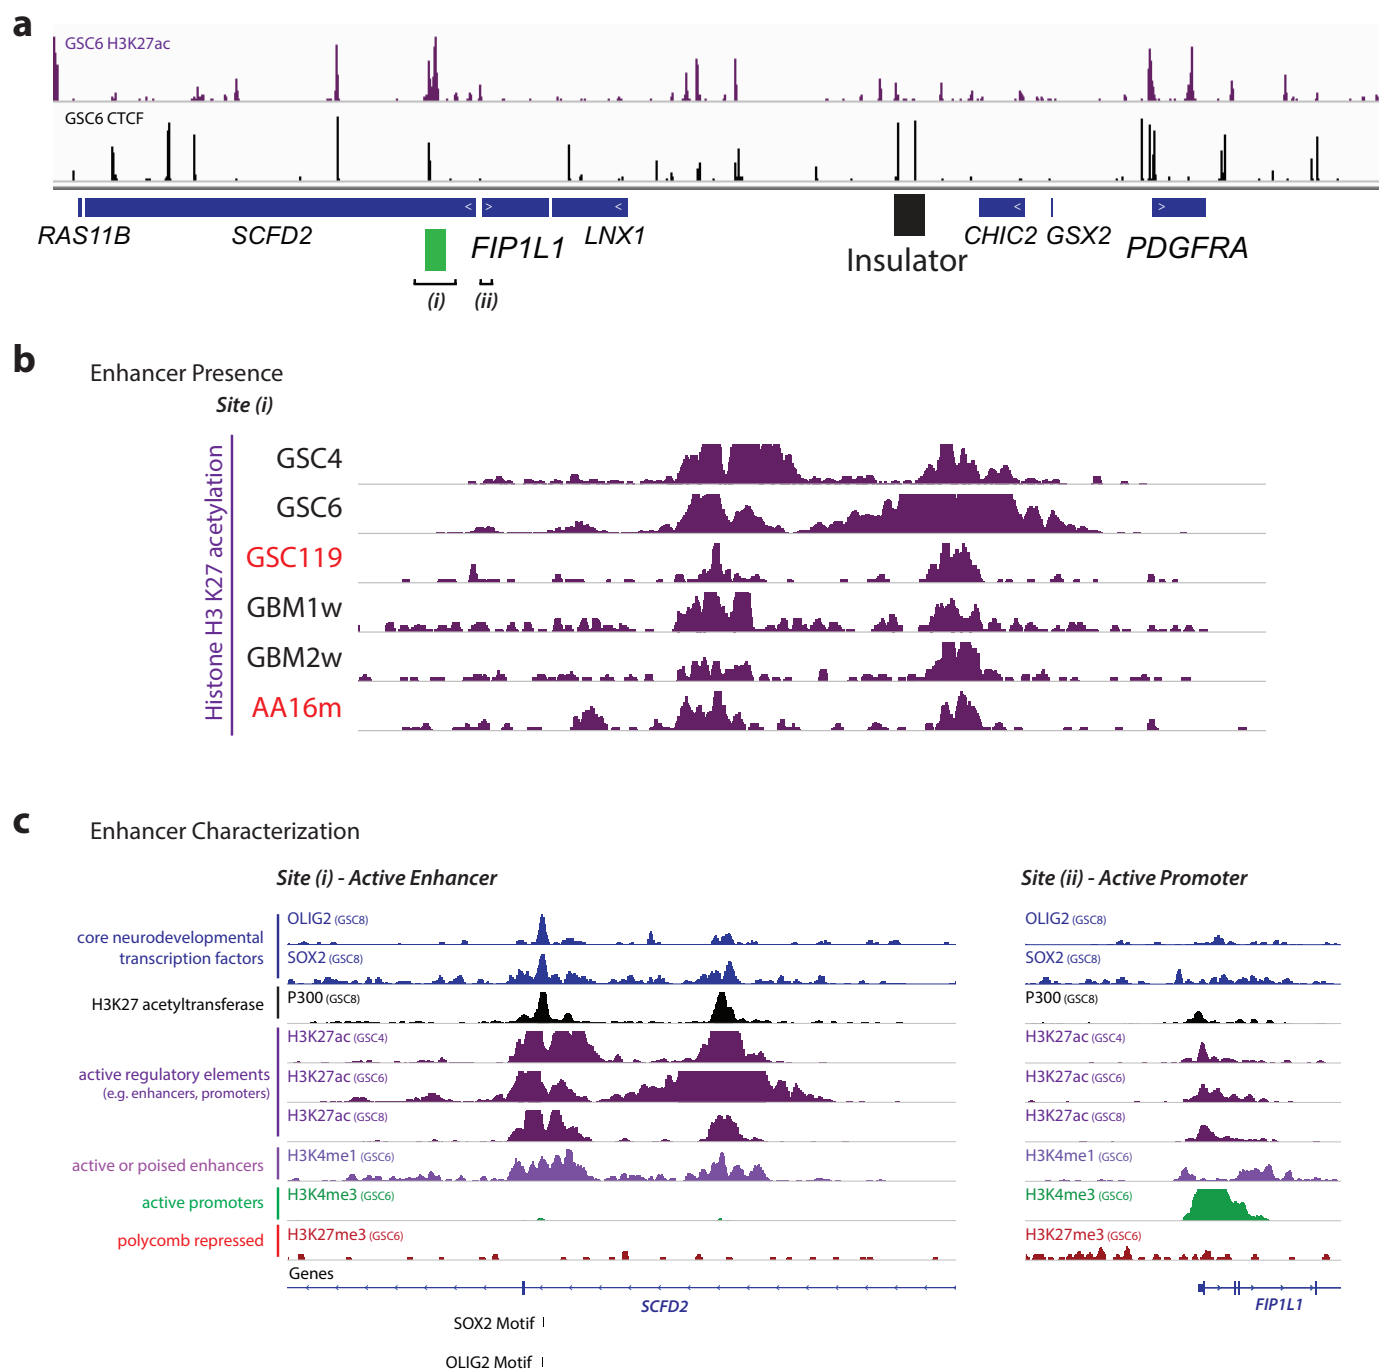 a
GSC6 H3K27ac
GSC6 CTCF
< > < < >
RAS11B SCFD2 FIP1L1 LNX1 Insulator CHIC2 GSX2 PDGFRA
(i) (ii)
b
Enhancer Presence
Site (i)
Histone H3 K27 acetylation
GSC4
GSC6
GSC119
GBM1w
GBM2w
AA16m
c
Enhancer Characterization
Site (i) - Active Enhancer
core neurodevelopmental
transcription factors
H3K27 acetyltransferase
active regulatory elements
(e.g. enhancers, promoters)
active or poised enhancers
active promoters
polycomb repressed
OLIG2 (GSC8)
SOX2 (GSC8)
P300 (GSC8)
H3K27ac (GSC4)
H3K27ac (GSC6)
H3K27ac (GSC8)
H3K4me1 (GSC6)
H3K4me3 (GSC6)
H3K27me3 (GSC6)
Genes
SCFD2
SOX2 Motif
OLIG2 Motif
Site (ii) - Active Promoter
OLIG2 (GSC8)
SOX2 (GSC8)
P300 (GSC8)
H3K27ac (GSC4)
H3K27ac (GSC6)
H3K27ac (GSC8)
H3K4me1 (GSC6)
H3K4me3 (GSC6)
H3K27me3 (GSC6)
FIP1L1